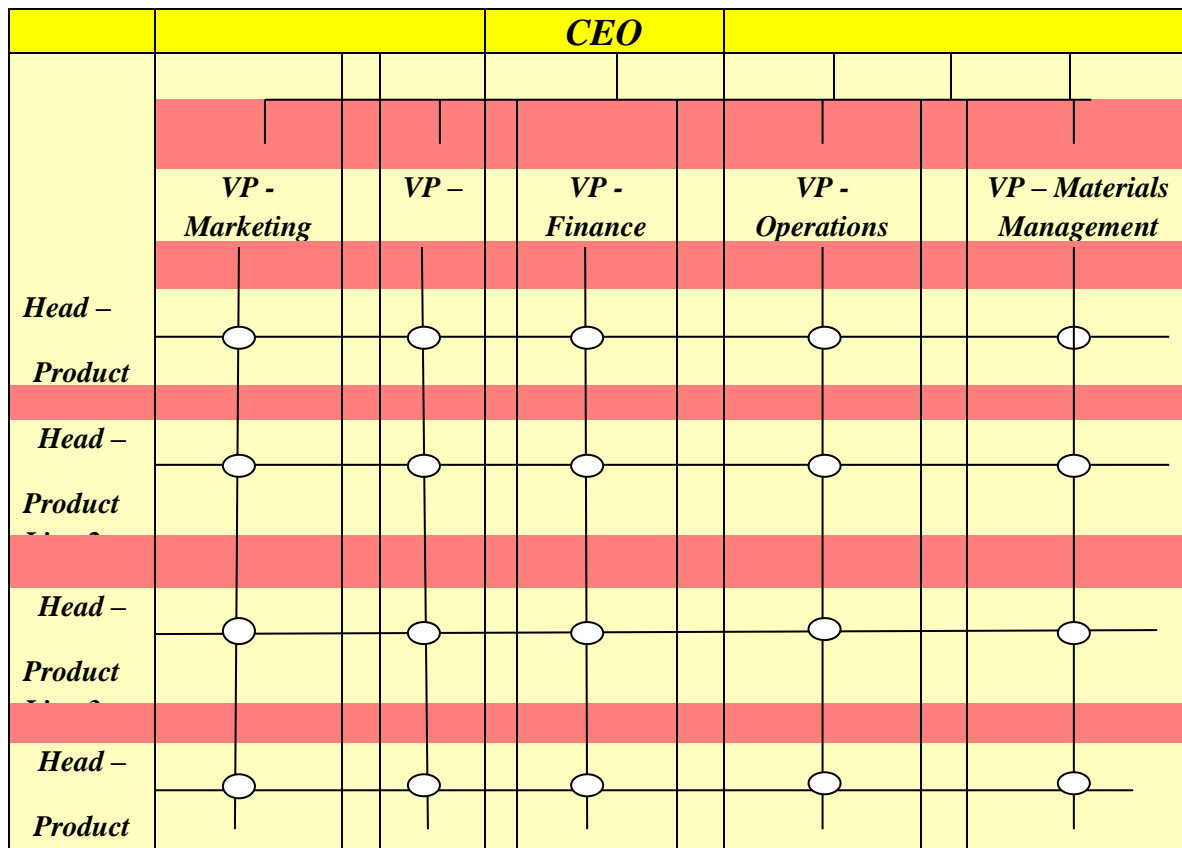 CEO
VP - VP – VP - VP - VP – Materials
Marketing Finance Operations Management
Head –
Product
Head –
Product
Head –
Product
Head –
Product